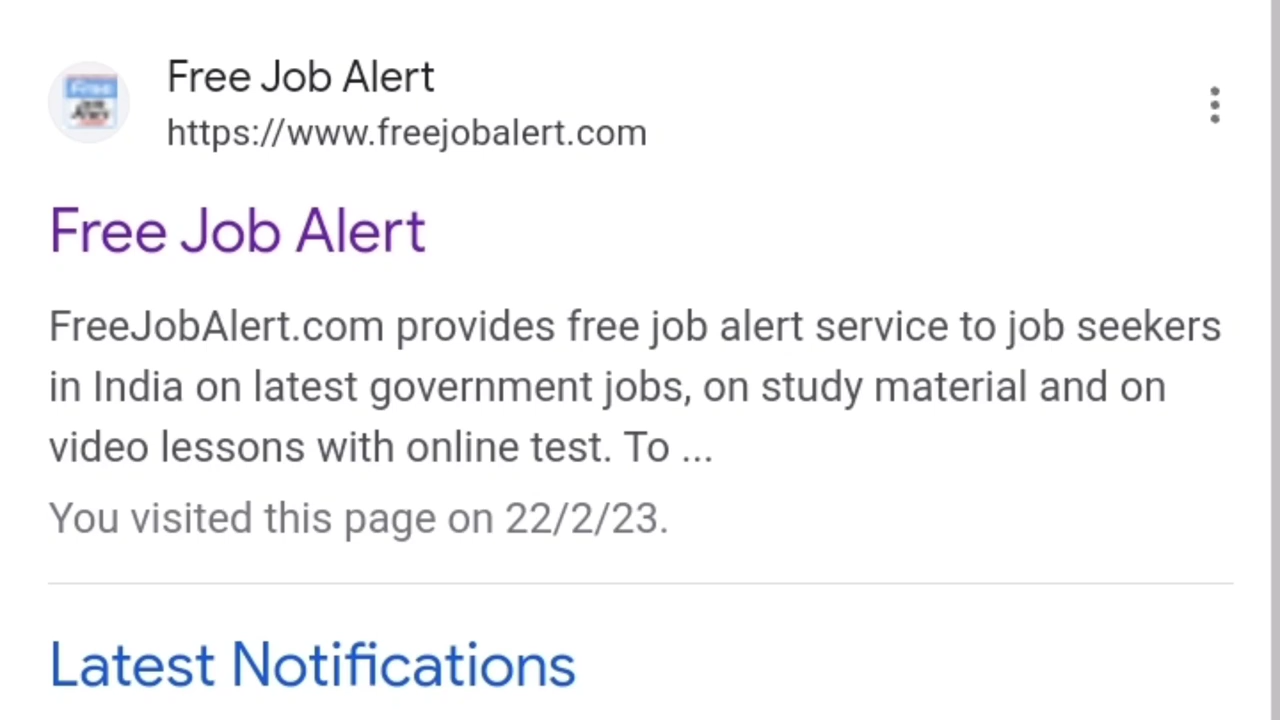 Free Job Alert
https://www.freejobalert.com
Free Job Alert
FreeJobAlert.com provides free job alert service to job seekers
in India on latest government jobs, on study material and on
video lessons with online test. To ...
You visited this page on 22/2/23.
Latest Notifications